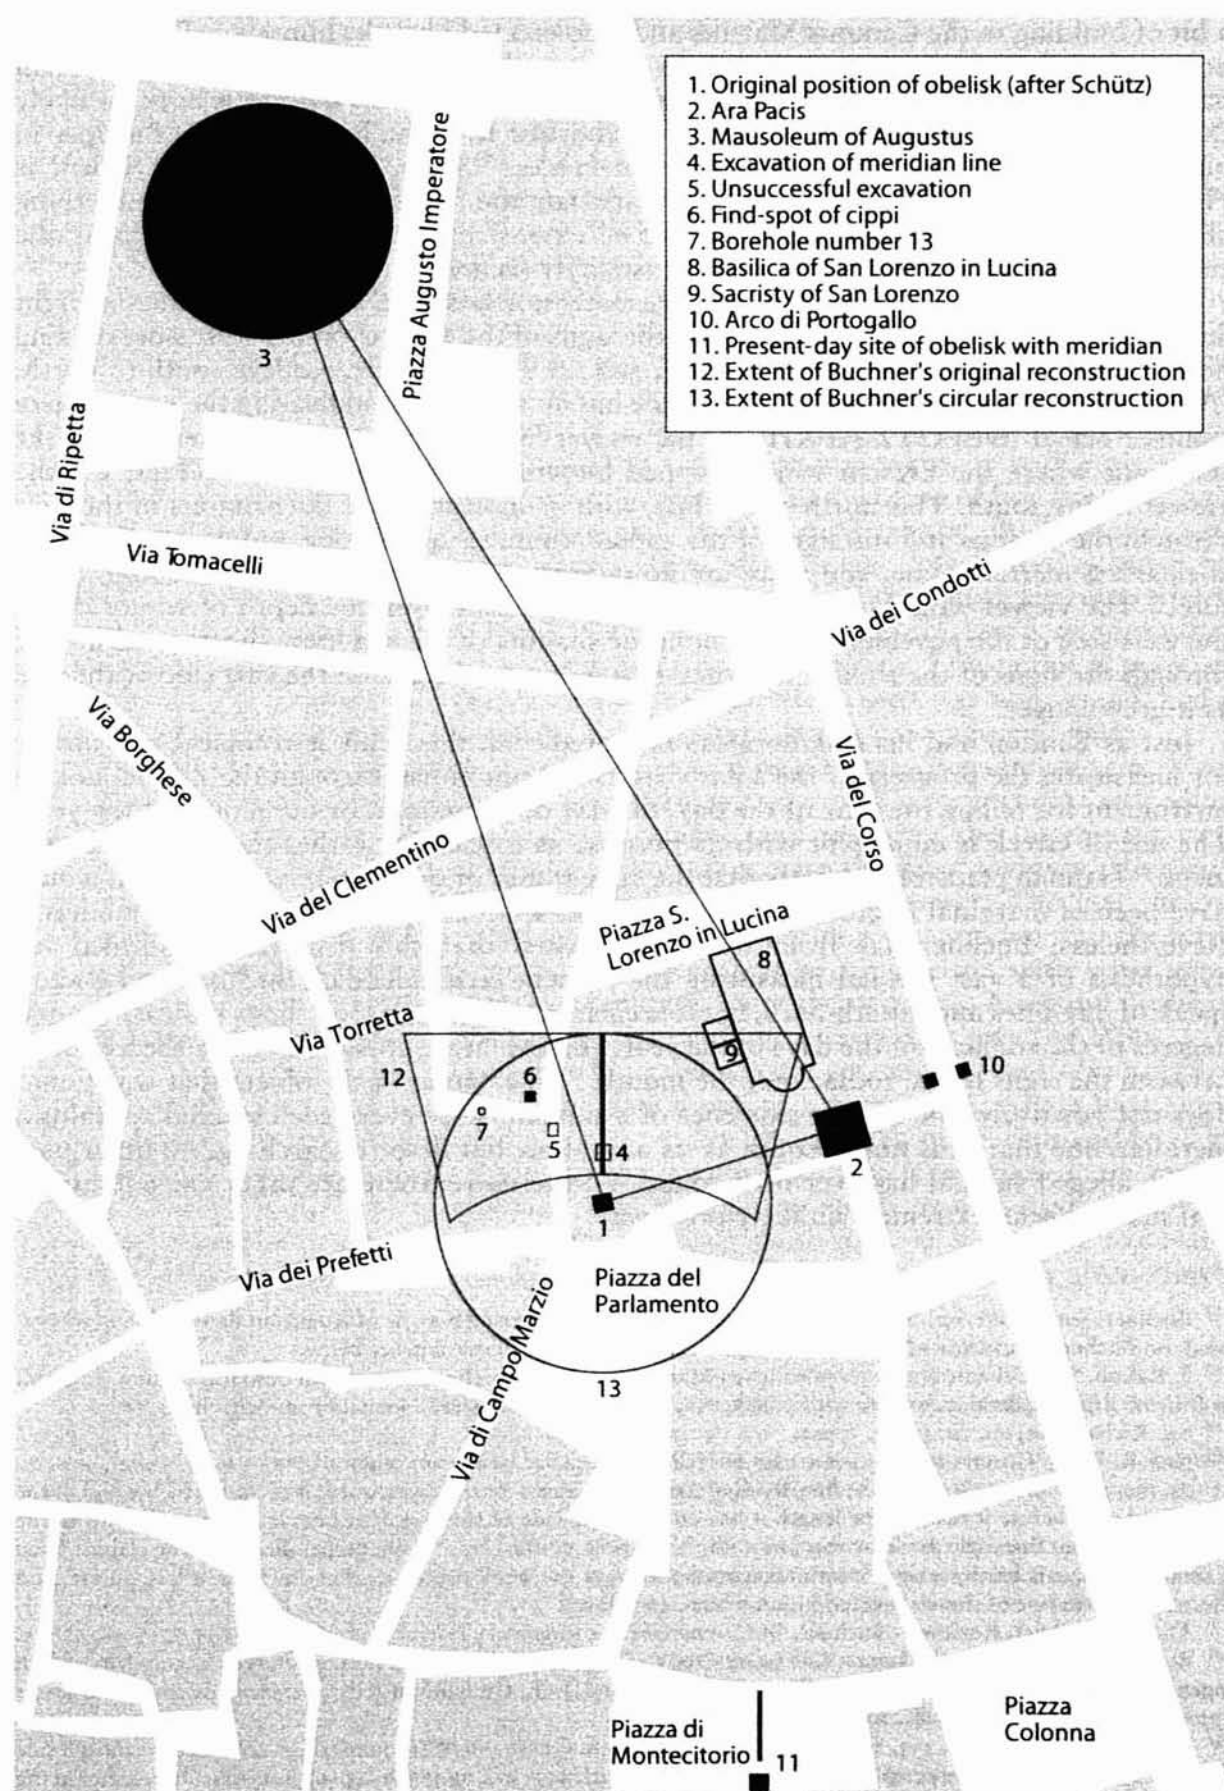 1. Original position of obelisk (after Schütz)
2. Ara Pacis
3. Mausoleum of Augustus
4. Excavation of meridian line
5. Unsuccessful excavation
6. Find-spot of cippi
7. Borehole number 13
8. Basilica of San Lorenzo in Lucina
9. Sacristy of San Lorenzo
10. Arco di Portogallo
11. Present-day site of obelisk with meridian
12. Extent of Buchner's original reconstruction
13. Extent of Buchner's circular reconstruction
Piazza Augusto Imperatore
3
Via di Ripetta
Via Tomacelli
Via dei Condotti
Via Borghese
Via del Corso
Via del Clementino
Piazza S.
Lorenzo in Lucina
8
Via Torretta
9
12
6
10
7
5
4
2
1
Via dei Prefetti
Piazza del
Parlamento
Via di Campo Marzio
13
Piazza di
Montecitorio
11
Piazza
Colonna